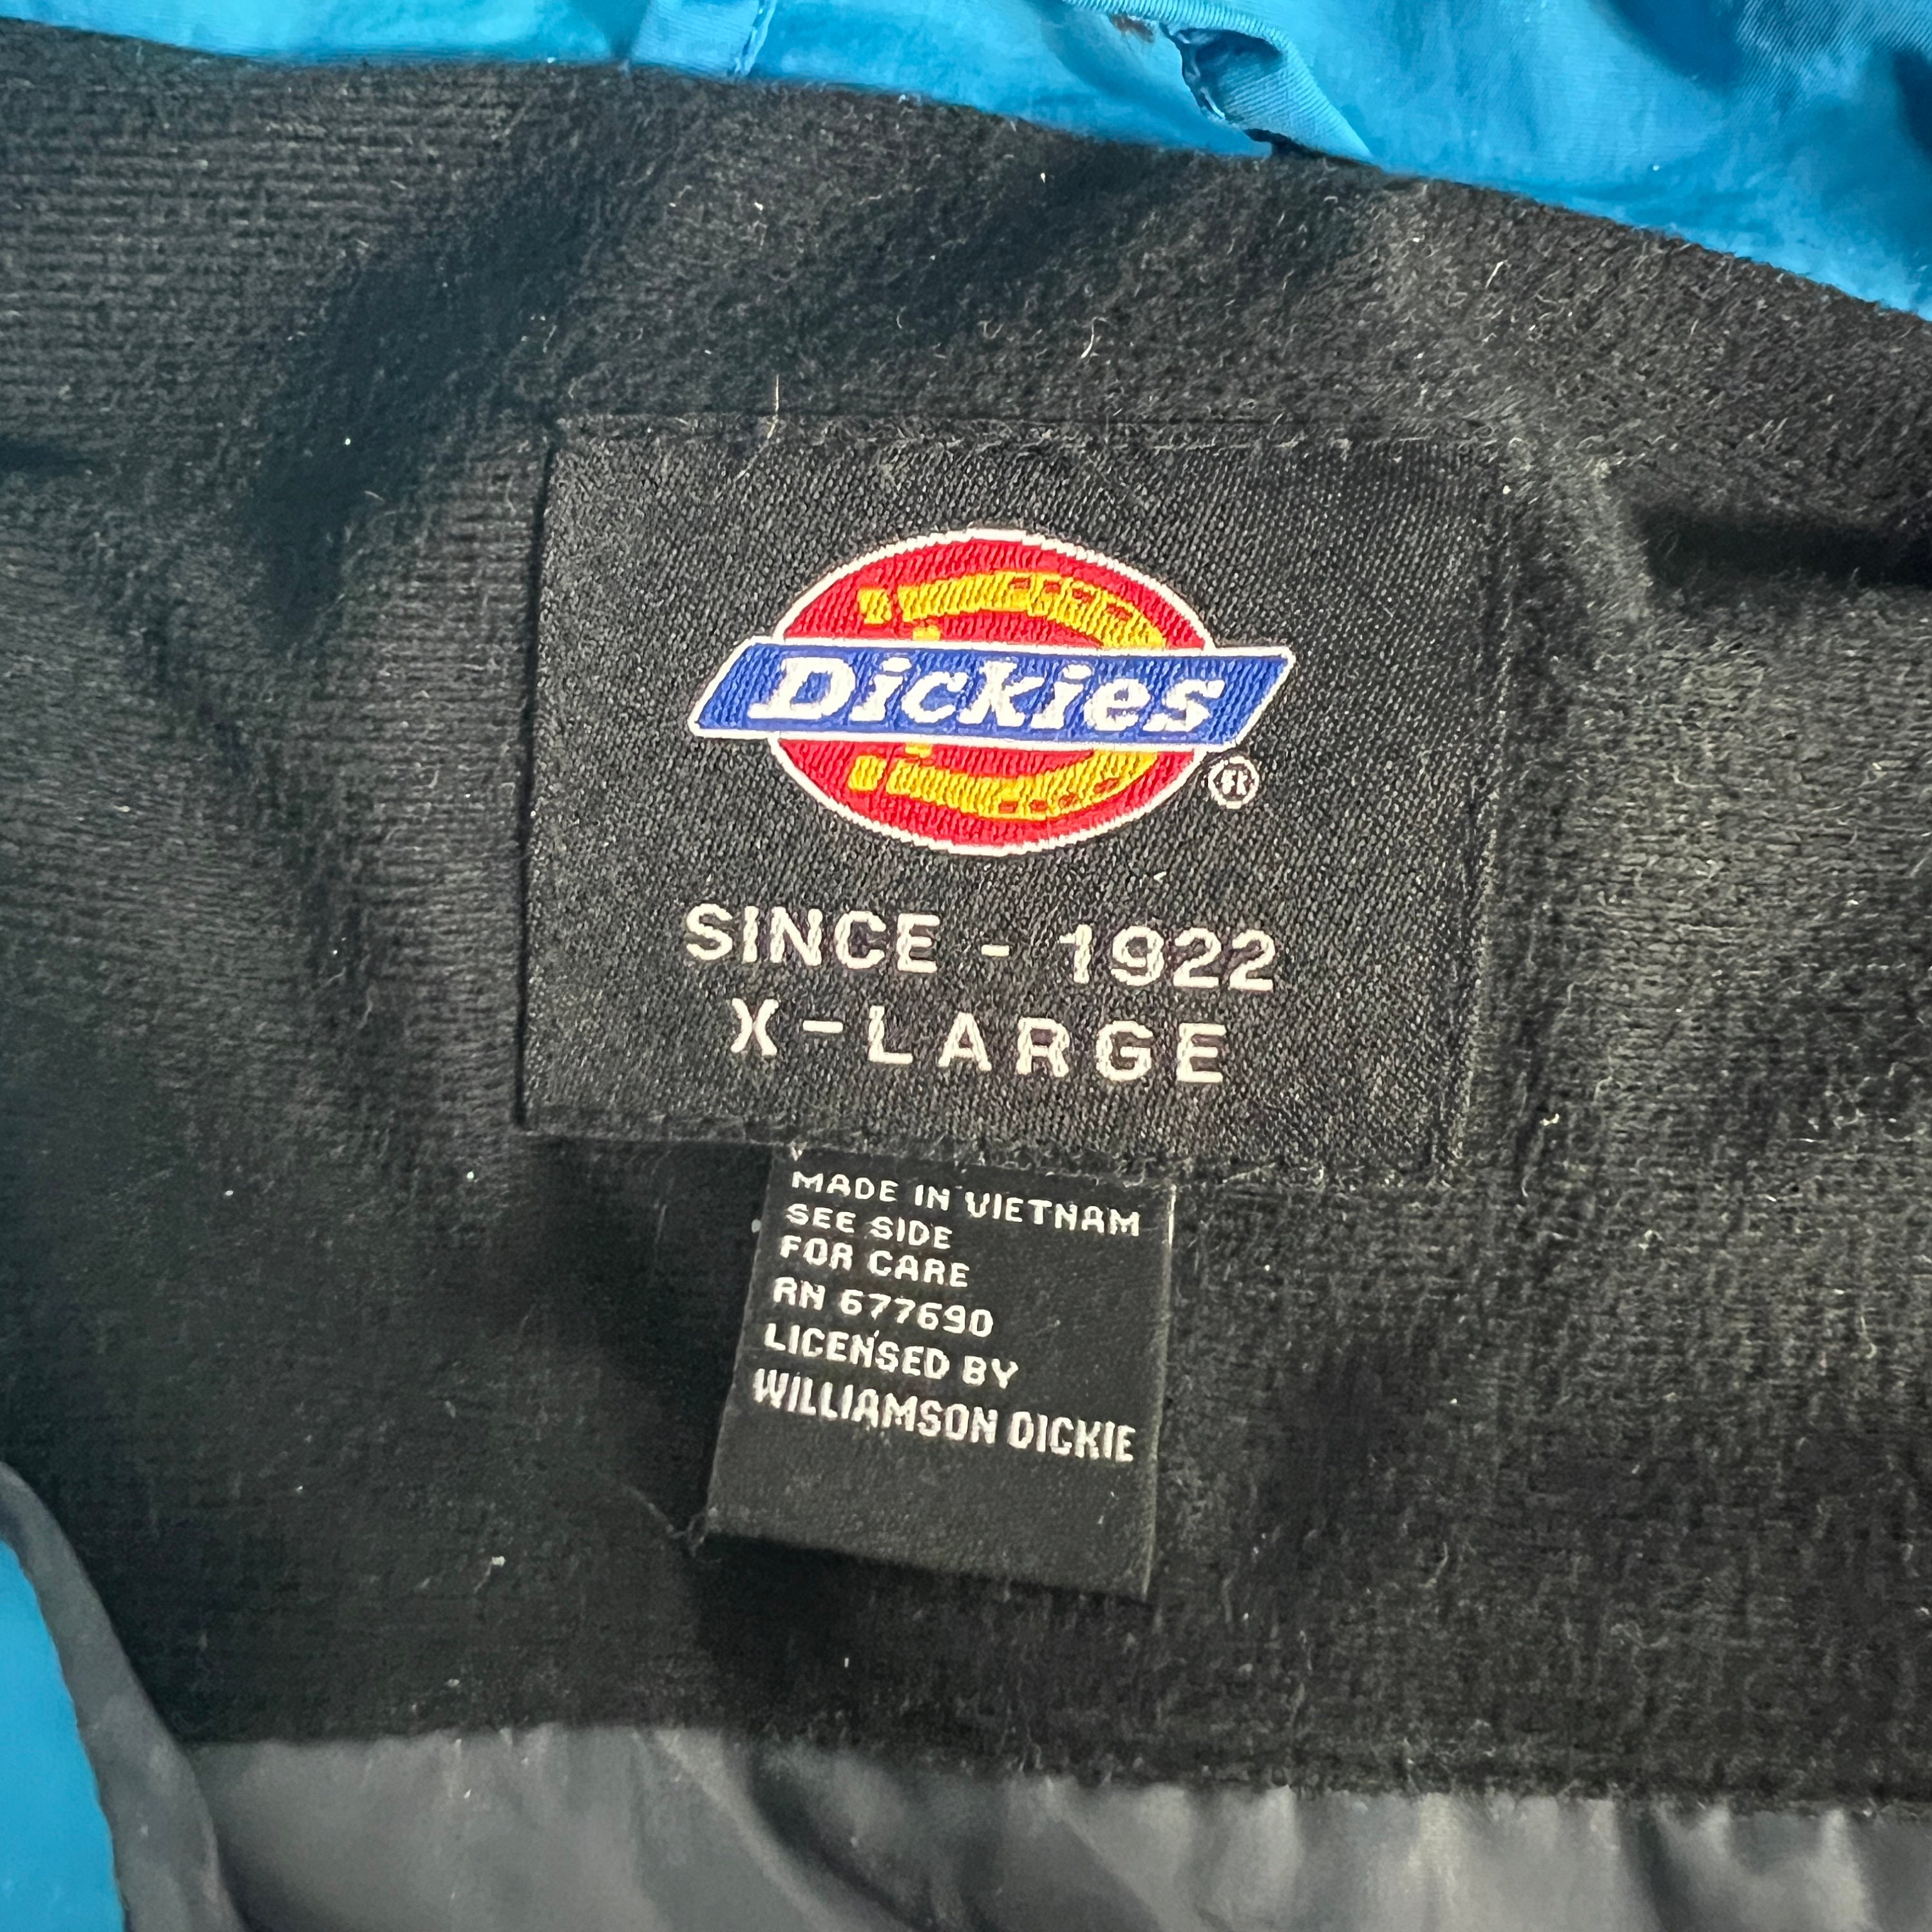 Dickies
®
SINCE - 1922
X-LARGE
MADE IN VIETNAM
SEE SIDE
FOR CARE
RN 677690
LICENSED BY
WILLIAMSON DICKIE